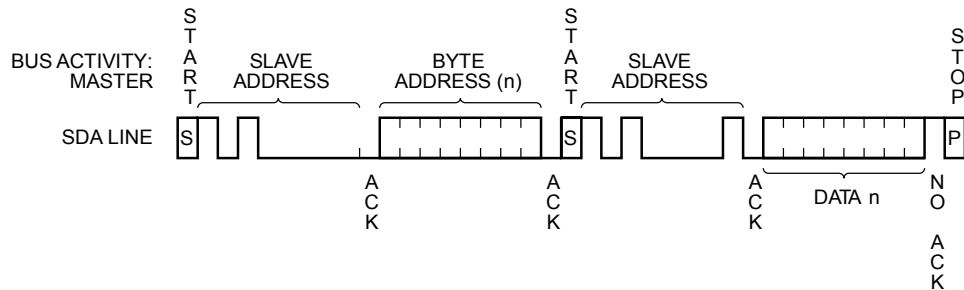 START
START
STOP
BUS ACTIVITY:
MASTER
SLAVE
ADDRESS
BYTE
ADDRESS (n)
SLAVE
ADDRESS
SDA LINE
S
S
P
ACK
ACK
ACK
DATA n
NO ACK